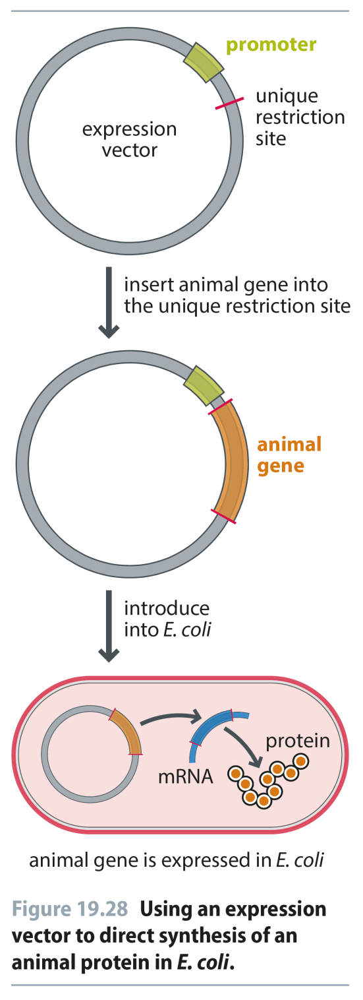 promoter
unique
restriction
site
expression
vector
insert animal gene into
the unique restriction site
animal
gene
introduce
into E. coli
protein
mRNA
animal gene is expressed in E. coli
Figure 19.28 Using an expression
vector to direct synthesis of an
animal protein in E. coli.